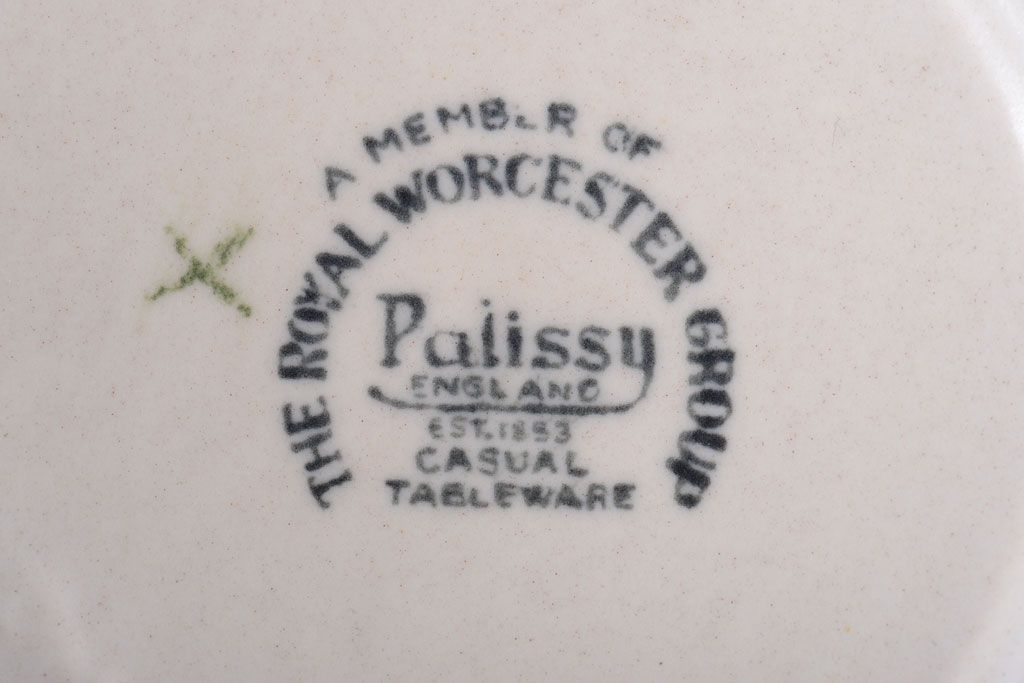 A MEMBER OF
THE ROYAL WORCESTER GROUP
Palissy
ENGLAND
EST. 1853
CASUAL
TABLEWARE